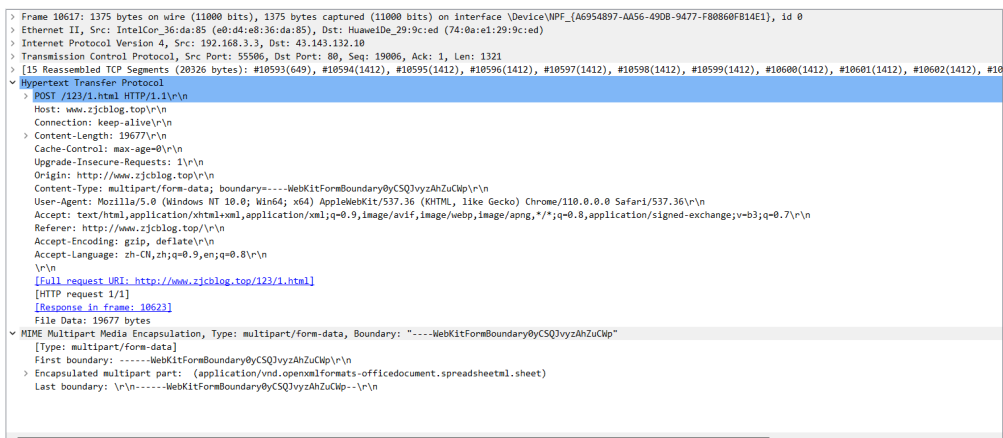 > Frame 10617: 1375 bytes on wire (11000 bits), 1375 bytes captured (11000 bits) on interface \Device\NPF_{A6954897-AA56-49DB-9477-F80860FB14E1}, id 0
> Ethernet II, Src: IntelCor_36:da:85 (e0:d4:e8:36:da:85), Dst: HuaweiDe_29:9c:ed (74:0a:e1:29:9c:ed)
> Internet Protocol Version 4, Src: 192.168.3.3, Dst: 43.143.132.10
> Transmission Control Protocol, Src Port: 55506, Dst Port: 80, Seq: 19006, Ack: 1, Len: 1321
> [15 Reassembled TCP Segments (20326 bytes): #10593(649), #10594(1412), #10595(1412), #10596(1412), #10597(1412), #10598(1412), #10599(1412), #10600(1412), #10601(1412), #10602(1412), #10
Hypertext Transfer Protocol
> POST /123/1.html HTTP/1.1\r\n
Host: www.zjcblog.top\r\n
Connection: keep-alive\r\n
> Content-Length: 19677\r\n
Cache-Control: max-age=0\r\n
Upgrade-Insecure-Requests: 1\r\n
Origin: http://www.zjcblog.top\r\n
Content-Type: multipart/form-data; boundary=----WebKitFormBoundary0yCSQJvyzAhZuCWp\r\n
User-Agent: Mozilla/5.0 (Windows NT 10.0; Win64; x64) AppleWebKit/537.36 (KHTML, like Gecko) Chrome/110.0.0.0 Safari/537.36\r\n
Accept: text/html,application/xhtml+xml,application/xml;q=0.9,image/avif,image/webp,image/apng,*/*;q=0.8,application/signed-exchange;v=b3;q=0.7\r\n
Referer: http://www.zjcblog.top/\r\n
Accept-Encoding: gzip, deflate\r\n
Accept-Language: zh-CN,zh;q=0.9,en;q=0.8\r\n
\r\n
[Full request URI: http://www.zjcblog.top/123/1.html]
[HTTP request 1/1]
[Response in frame: 10623]
File Data: 19677 bytes
MIME Multipart Media Encapsulation, Type: multipart/form-data, Boundary: "----WebKitFormBoundary0yCSQJvyzAhZuCWp"
[Type: multipart/form-data]
First boundary: ------WebKitFormBoundary0yCSQJvyzAhZuCWp\r\n
> Encapsulated multipart part:  (application/vnd.openxmlformats-officedocument.spreadsheetml.sheet)
Last boundary: \r\n------WebKitFormBoundary0yCSQJvyzAhZuCWp--\r\n